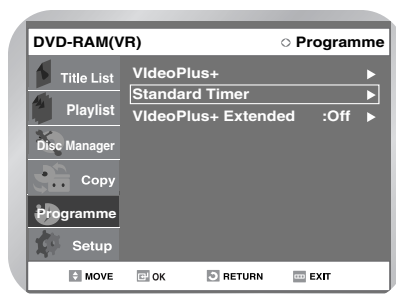 DVD-RAM(VR) Programme
Title List
Playlist
Disc Manager
Copy
Programme
Setup
VIdeoPlus+
Standard Timer
VIdeoPlus+ Extended :Off
MOVE OK RETURN EXIT